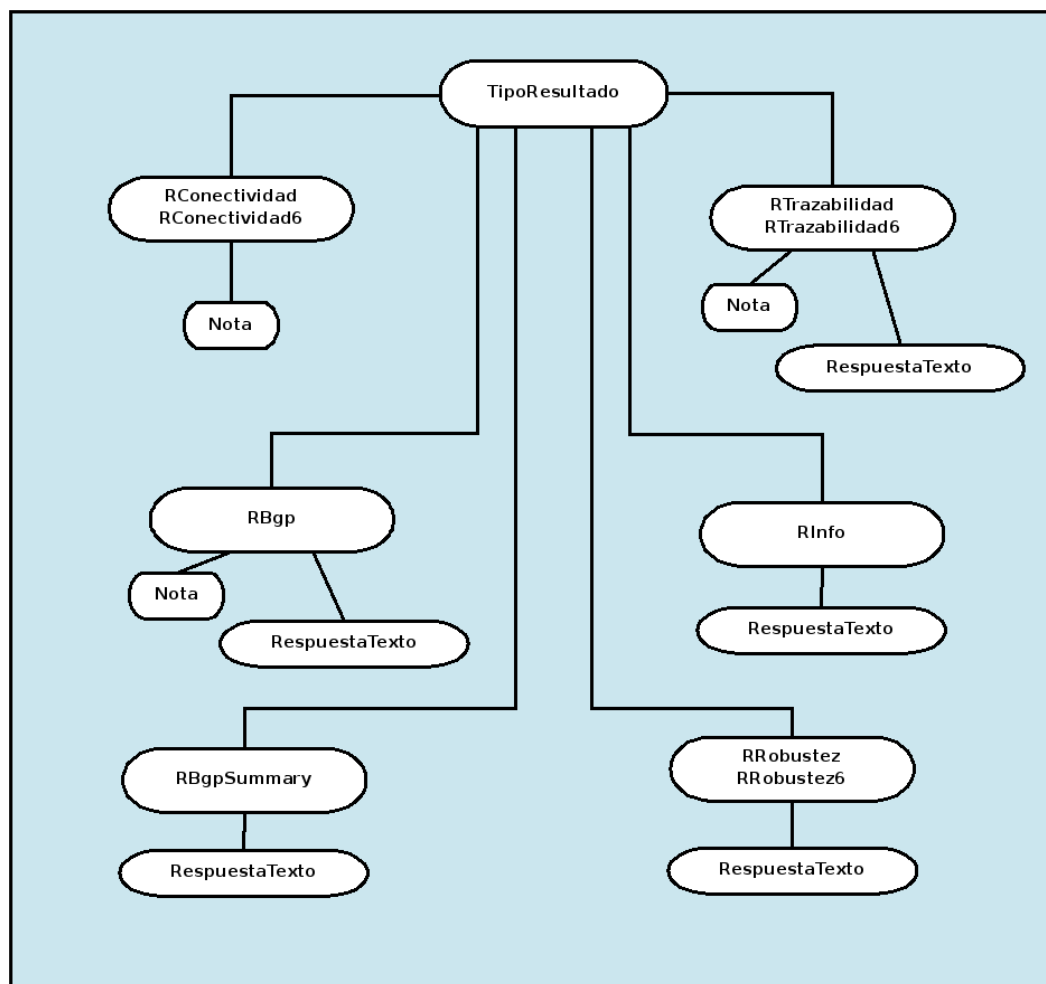 TipoResultado
RConectividad
RConectividad6
Nota
RTrazabilidad
RTrazabilidad6
Nota
RespuestaTexto
RBgp
Nota
RespuestaTexto
RInfo
RespuestaTexto
RBgpSummary
RespuestaTexto
RRobustez
RRobustez6
RespuestaTexto